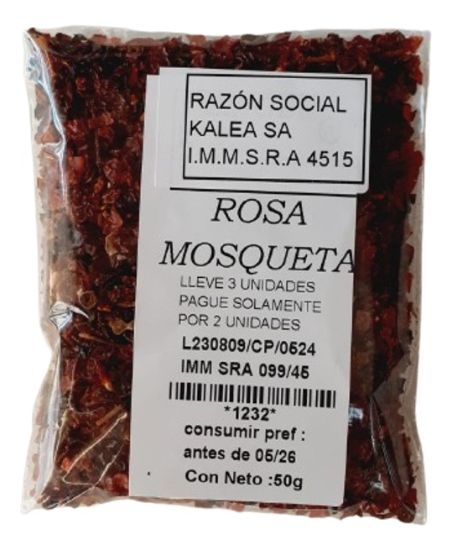 RAZÓN SOCIAL
KALEA SA
I.M.M.S.R.A 4515
ROSA
MOSQUETA
LLEVE 3 UNIDADES
PAGUE SOLAMENTE
POR 2 UNIDADES
L230809/CP/0524
IMM SRA 099/45
*1232*
consumir pref :
antes de 05/26
Con Neto :50g